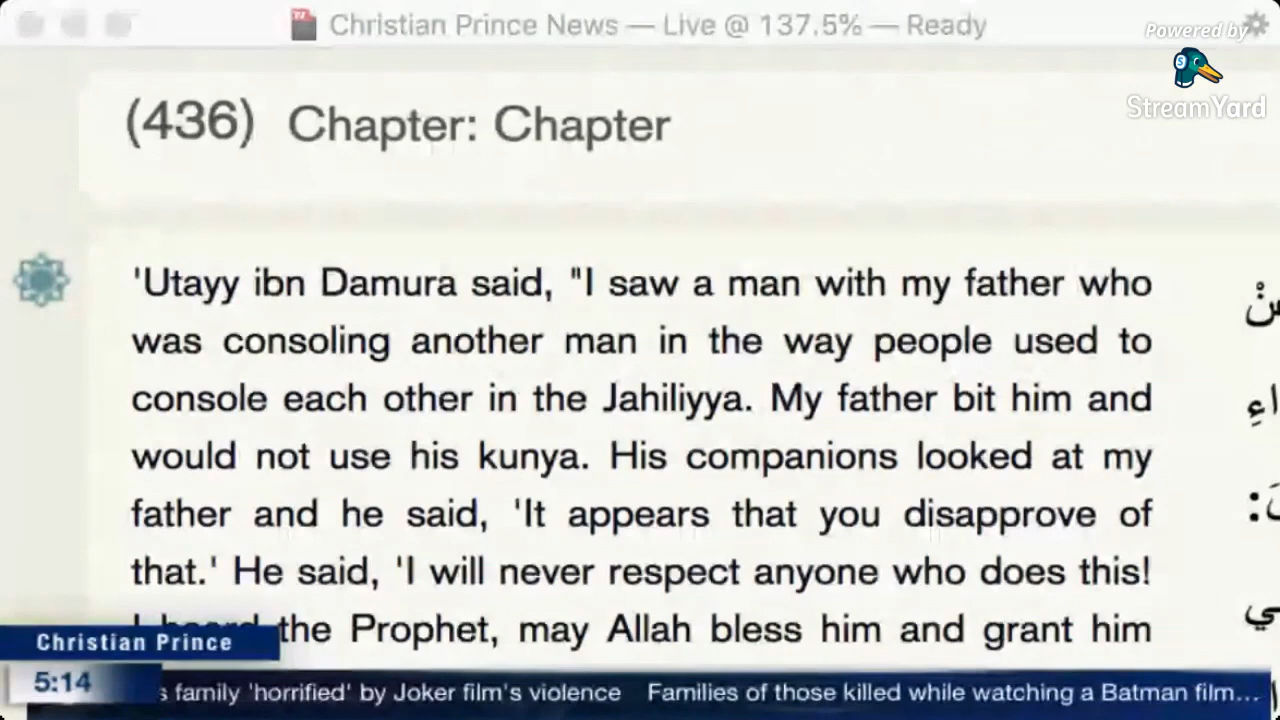 Christian Prince News — Live @ 137.5% — Ready
Powered by
StreamYard
(436) Chapter: Chapter
'Utayy ibn Damura said, "I saw a man with my father who
was consoling another man in the way people used to
console each other in the Jahiliyya. My father bit him and
would not use his kunya. His companions looked at my
father and he said, 'It appears that you disapprove of
that.' He said, 'I will never respect anyone who does this!
I heard the Prophet, may Allah bless him and grant him
Christian Prince
5:14
s family 'horrified' by Joker film's violence Families of those killed while watching a Batman film...